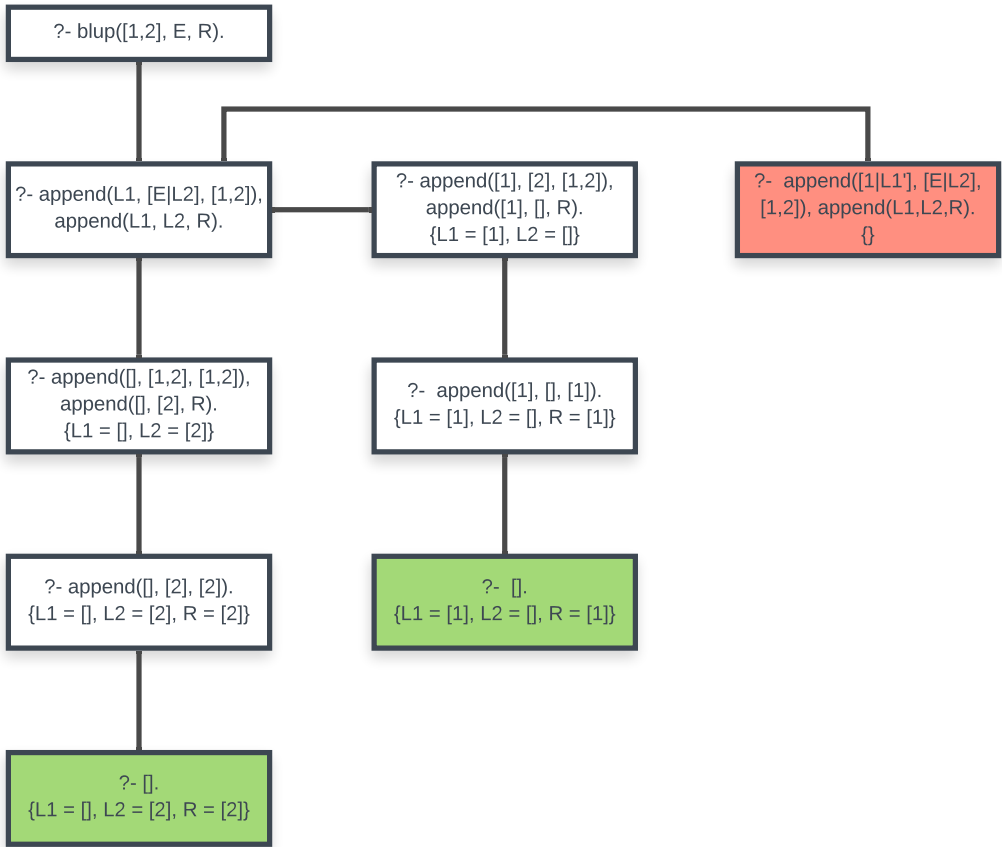 ?- blup([1,2], E, R).
?- append(L1, [E|L2], [1,2]),
append(L1, L2, R).
?- append([1], [2], [1,2]),
append([1], [], R).
{L1 = [1], L2 = []}
?-  append([1|L1'], [E|L2],
[1,2]), append(L1,L2,R).
{}
?- append([], [1,2], [1,2]),
append([], [2], R).
{L1 = [], L2 = [2]}
?-  append([1], [], [1]).
{L1 = [1], L2 = [], R = [1]}
?- append([], [2], [2]).
{L1 = [], L2 = [2], R = [2]}
?-  [].
{L1 = [1], L2 = [], R = [1]}
?- [].
{L1 = [], L2 = [2], R = [2]}